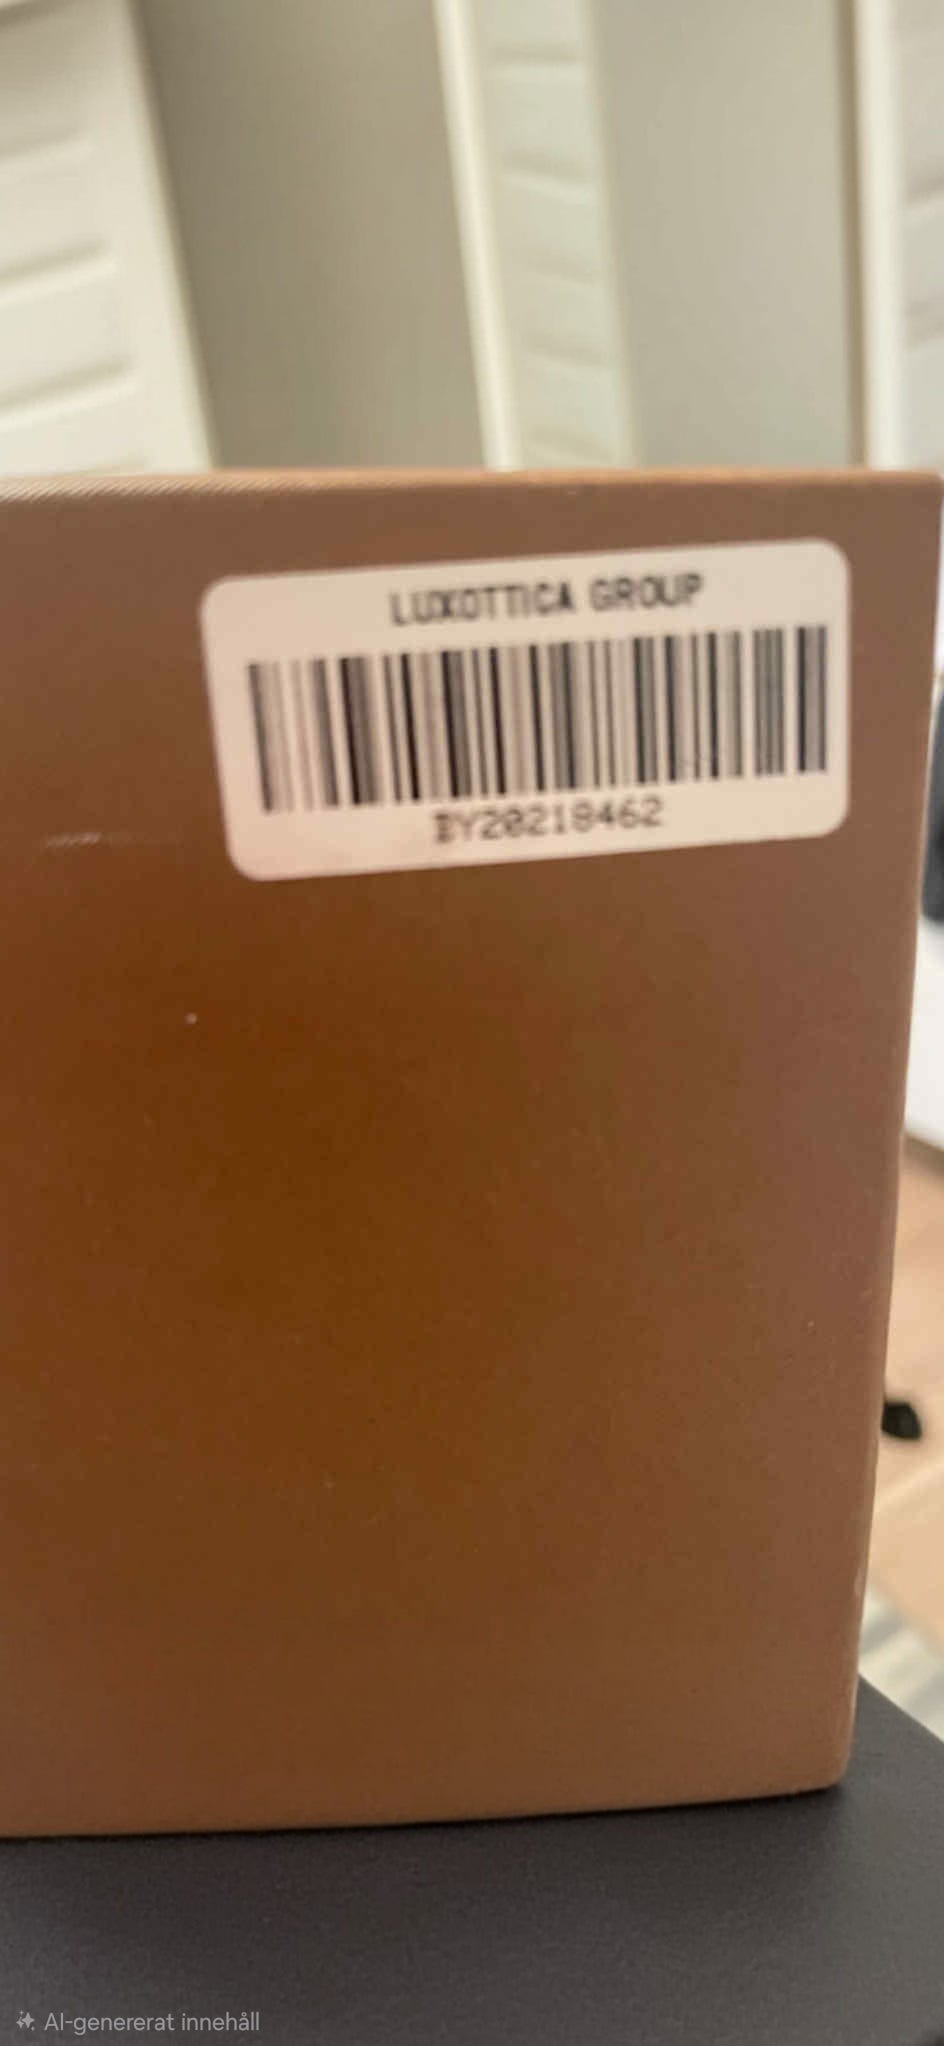 LUXOTTICA GROUP
BY20218462
AI-genererat innehåll